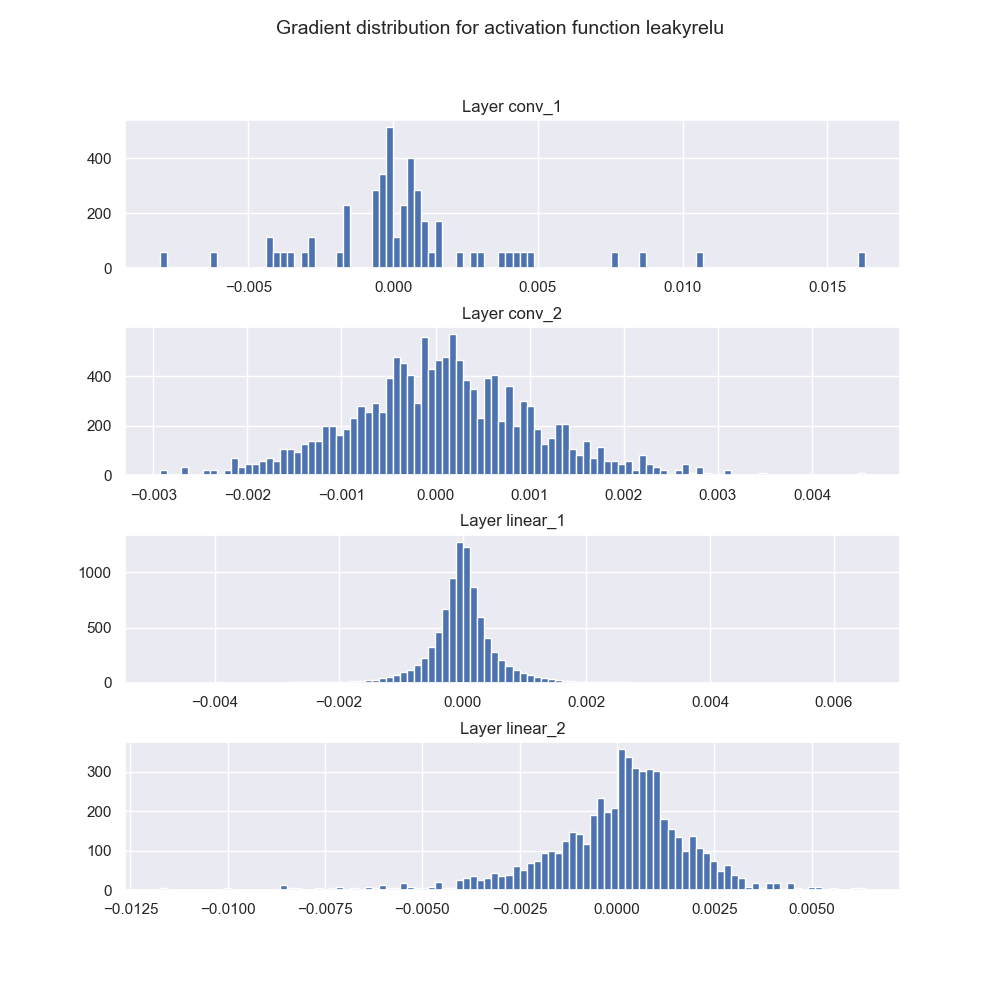 Gradient distribution for activation function leakyrelu
Layer conv_1
400
200
0
−0.005 0.000 0.005 0.010 0.015
Layer conv_2
400
200
0
−0.003 −0.002 −0.001 0.000 0.001 0.002 0.003 0.004
Layer linear_1
1000
500
0
−0.004 −0.002 0.000 0.002 0.004 0.006
Layer linear_2
300
200
100
0
−0.0125 −0.0100 −0.0075 −0.0050 −0.0025 0.0000 0.0025 0.0050